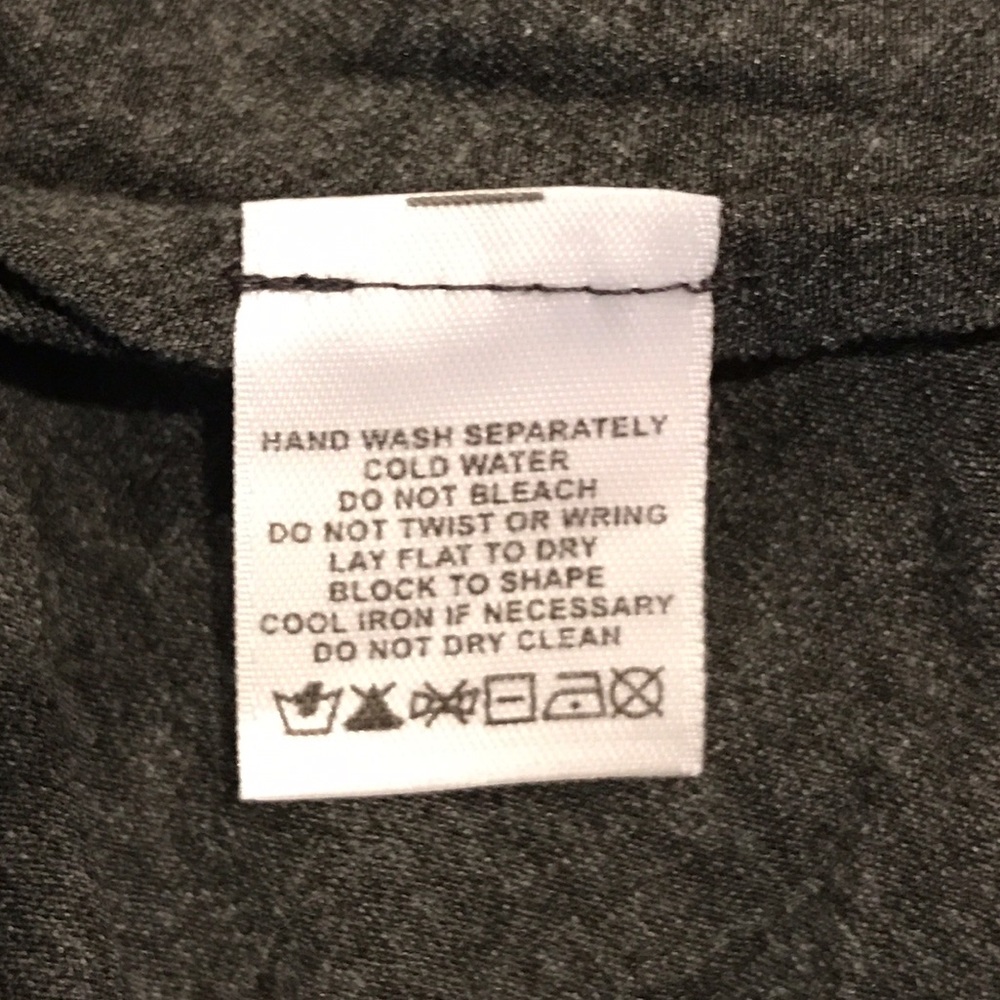 HAND WASH SEPARATELY
COLD WATER
DO NOT BLEACH
DO NOT TWIST OR WRING
LAY FLAT TO DRY
BLOCK TO SHAPE
COOL IRON IF NECESSARY
DO NOT DRY CLEAN